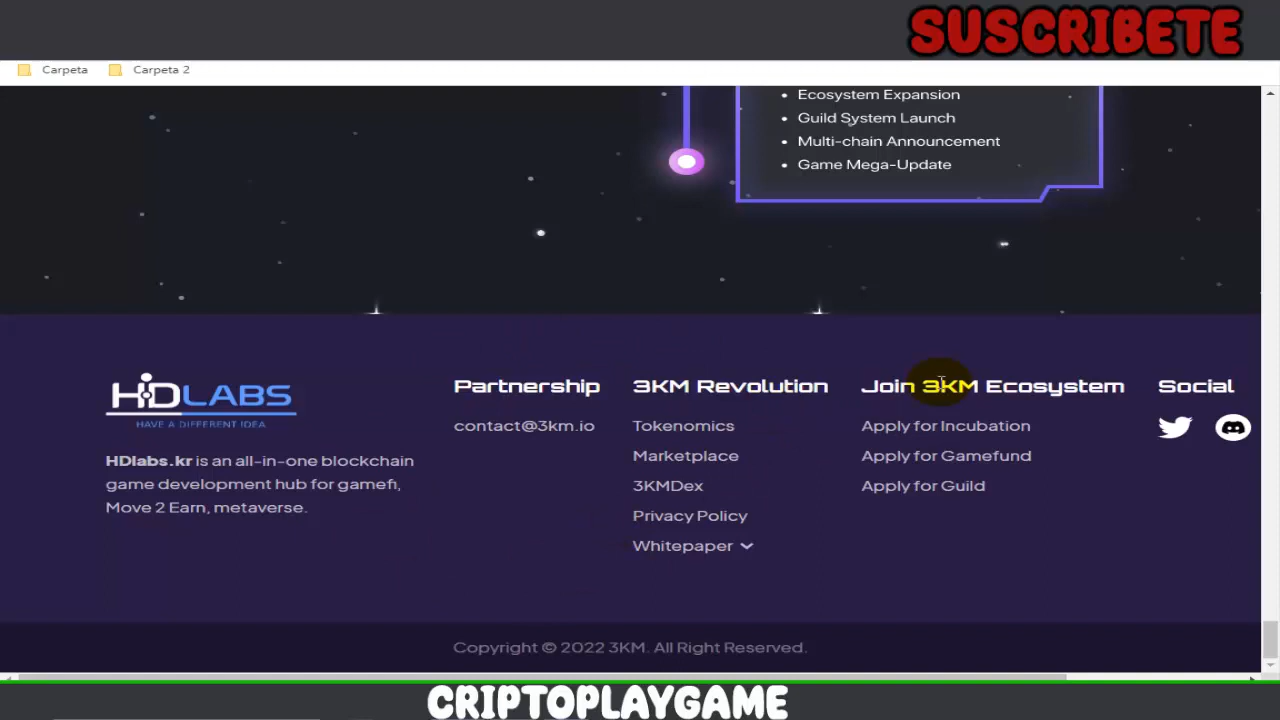 SUSCRIBETE
Carpeta
Carpeta 2
• Ecosystem Expansion
• Guild System Launch
• Multi-chain Announcement
• Game Mega-Update
HDLABS
HAVE A DIFFERENT IDEA
HDlabs.kr is an all-in-one blockchain
game development hub for gamefi,
Move 2 Earn, metaverse.
Partnership
contact@3km.io
3KM Revolution
Tokenomics
Marketplace
3KMDex
Privacy Policy
Whitepaper
Join 3KM Ecosystem
Apply for Incubation
Apply for Gamefund
Apply for Guild
Social
Copyright © 2022 3KM. All Right Reserved.
CRIPTOPLAYGAME